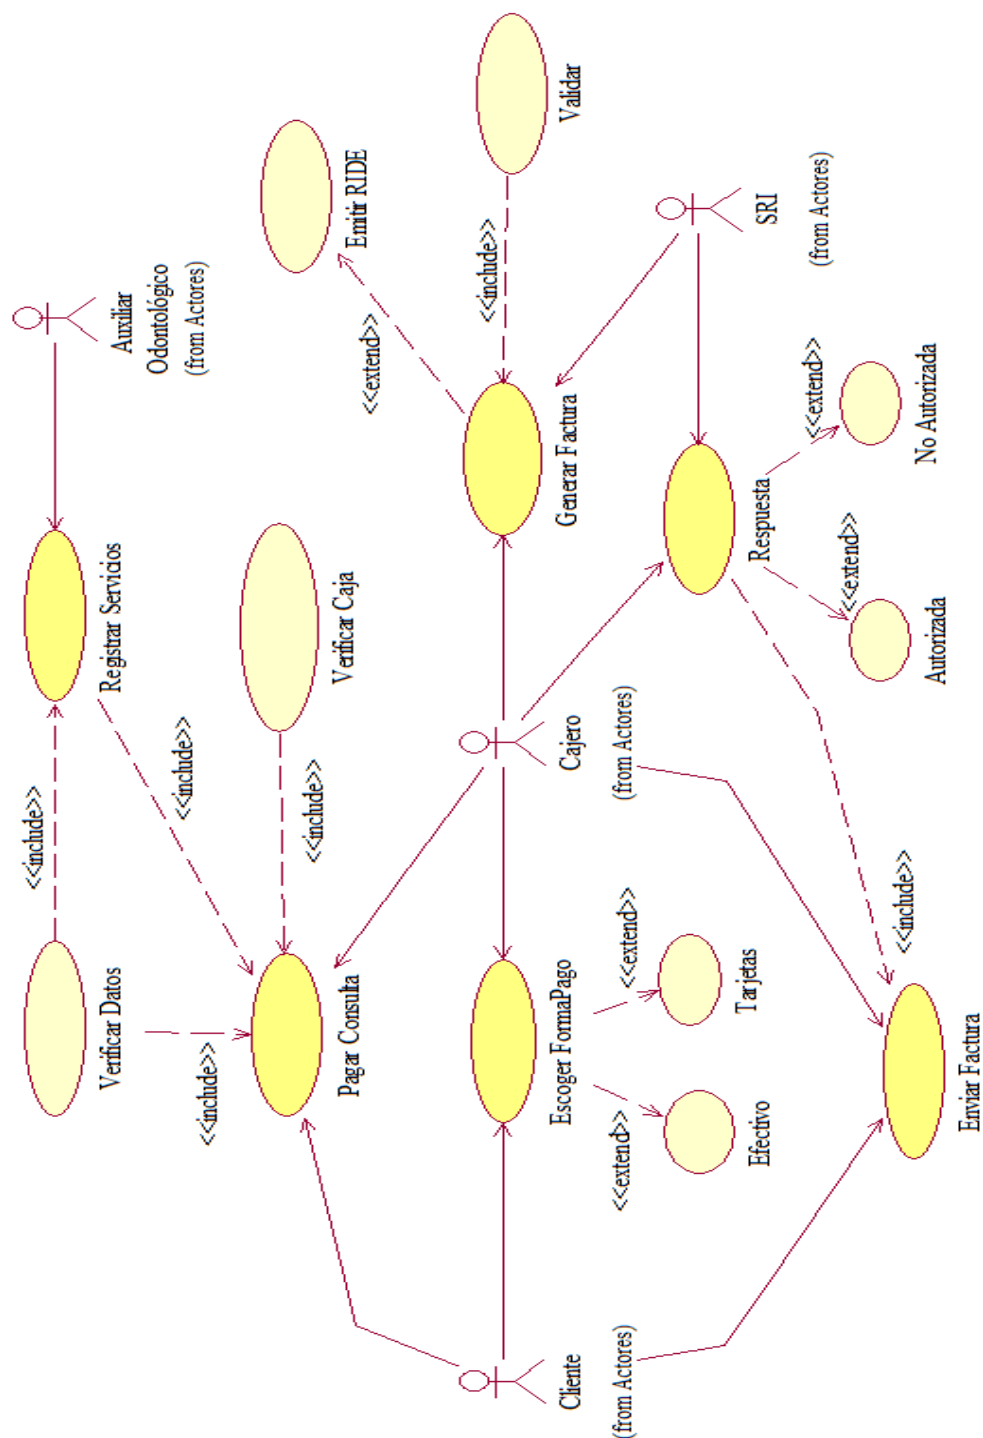 <<include>>
Verificar Datos
Registrar Servicios
Auxiliar
Odontológico
(from Actores)
<<include>>
<<include>>
<<include>>
Pagar Consulta
Verificar Caja
Emitir RIDE
<<extend>>
<<include>>
Cliente
Escoger FormaPago
Cajero
Generar Factura
Validar
(from Actores)
<<extend>>
<<extend>>
(from Actores)
Efectivo
Tarjetas
Respuesta
SRI
<<extend>>
(from Actores)
<<extend>>
<<include>>
Autorizada
No Autorizada
Enviar Factura